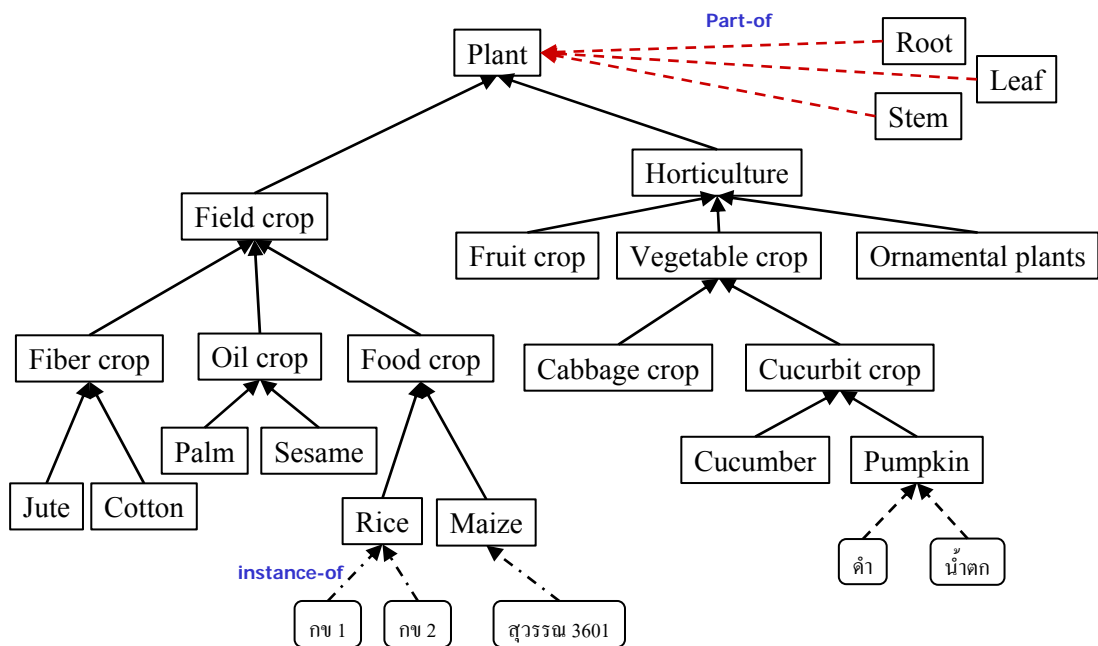 Part-of
Root
Plant
Leaf
Stem
Horticulture
Field crop
Fruit crop
Vegetable crop
Ornamental plants
Fiber crop
Oil crop
Food crop
Cabbage crop
Cucurbit crop
Palm
Sesame
Cucumber
Pumpkin
Jute
Cotton
Rice
Maize
คำ
น้ำตก
instance-of
กข 1
กข 2
สุวรรณ 3601